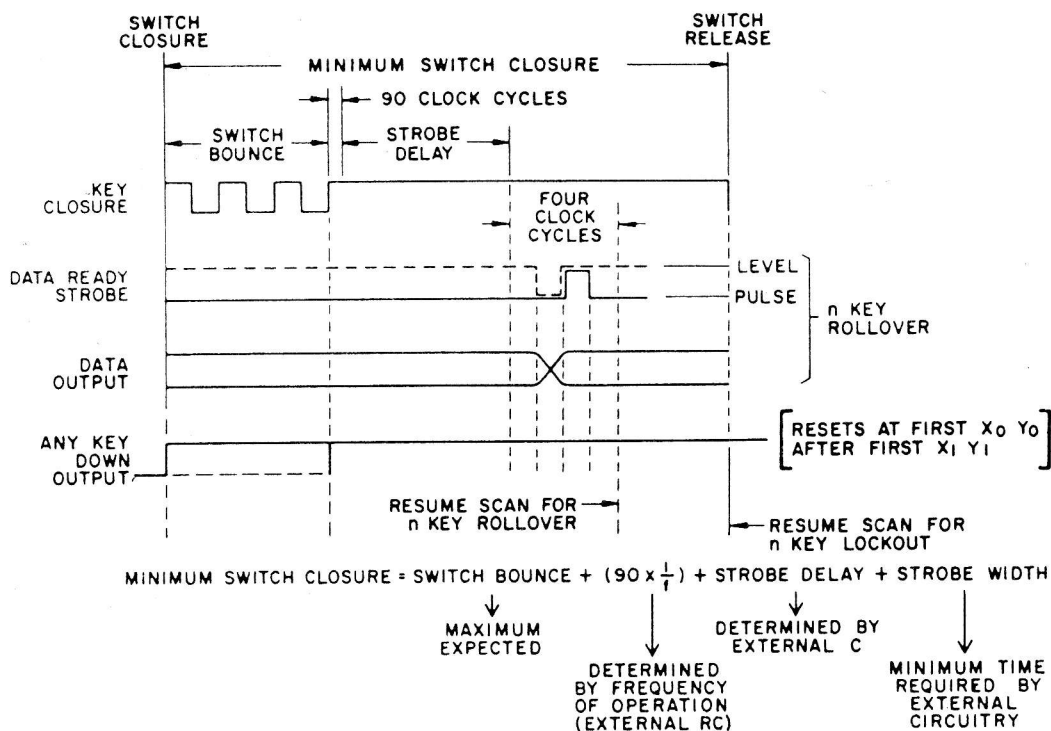 SWITCH
CLOSURE
SWITCH
RELEASE
MINIMUM SWITCH CLOSURE
90 CLOCK CYCLES
SWITCH
BOUNCE
STROBE
DELAY
KEY
CLOSURE
FOUR
CLOCK
CYCLES
DATA READY
STROBE
LEVEL
PULSE
n KEY
ROLLOVER
DATA
OUTPUT
ANY KEY
DOWN
OUTPUT
[RESETS AT FIRST X0 Y0
AFTER FIRST X1 Y1]
RESUME SCAN FOR
n KEY ROLLOVER
RESUME SCAN FOR
n KEY LOCKOUT
MINIMUM SWITCH CLOSURE = SWITCH BOUNCE + (90 x 1/f) + STROBE DELAY + STROBE WIDTH
MAXIMUM
EXPECTED
DETERMINED
BY FREQUENCY
OF OPERATION
(EXTERNAL RC)
DETERMINED BY
EXTERNAL C
MINIMUM TIME
REQUIRED BY
EXTERNAL
CIRCUITRY